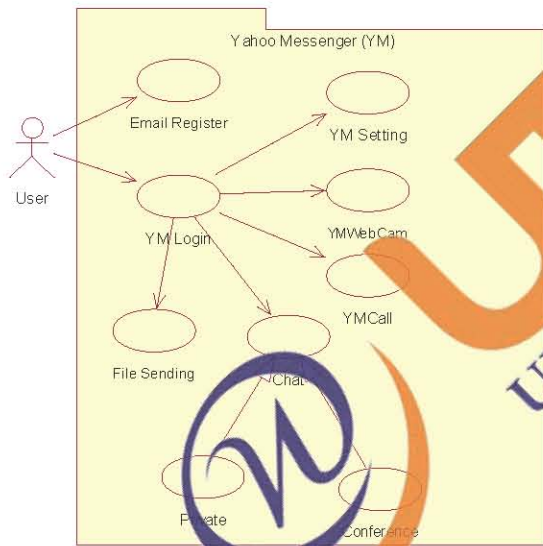 Yahoo Messenger (YM)
Email Register
YM Setting
User
YM Login
YMWebCam
YMCall
File Sending
Chat
Private
Conference